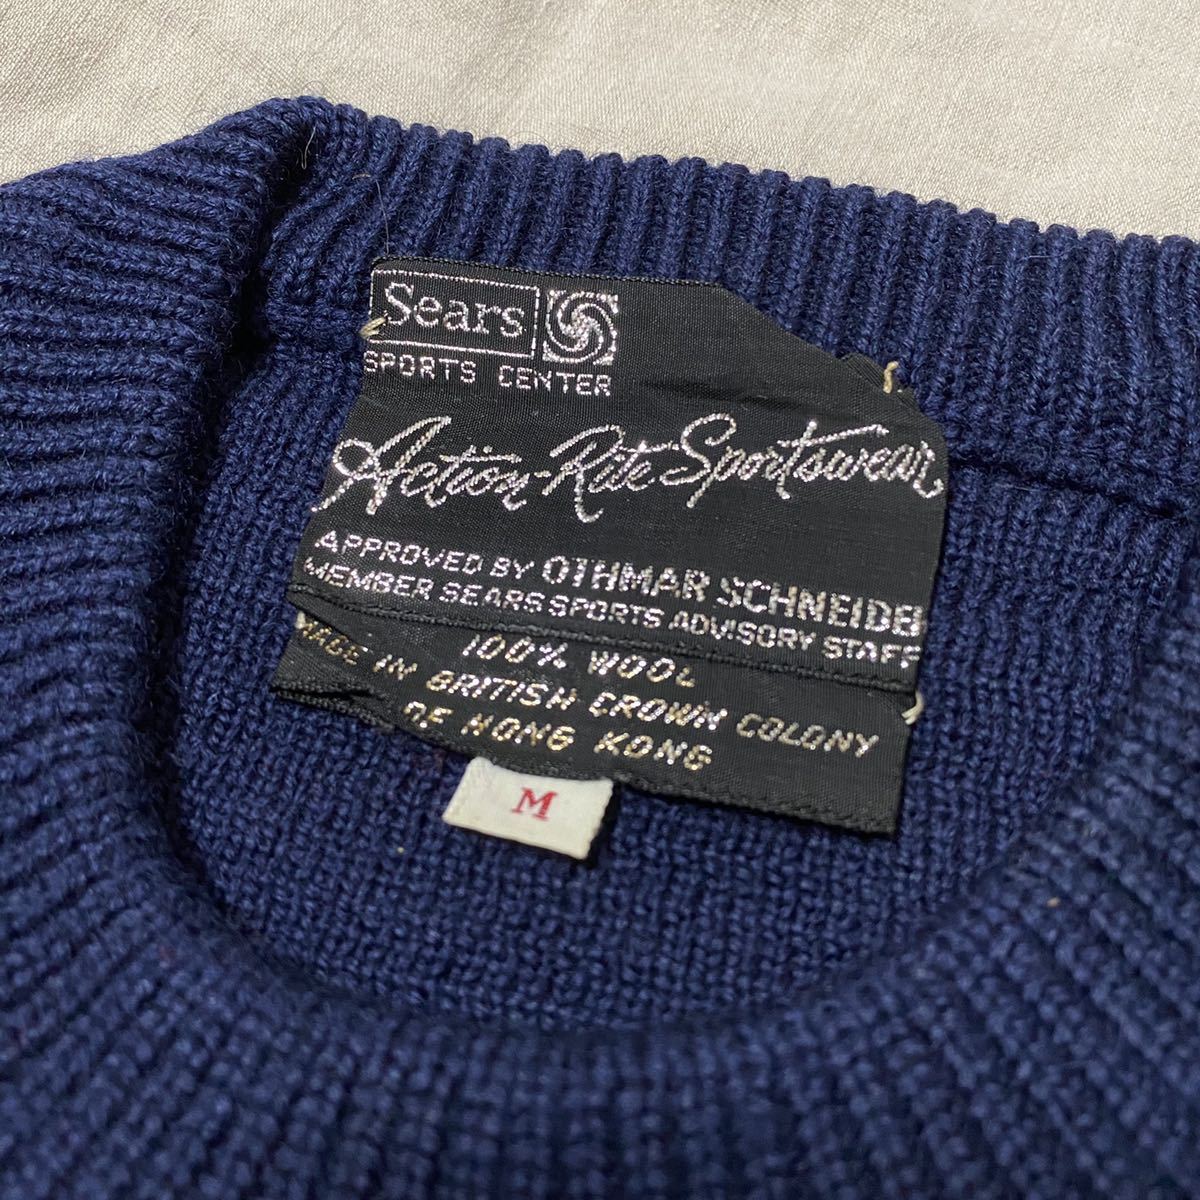 Sears
SPORTS CENTER
Action-Rite Sportswear
APPROVED BY OTHMAR SCHNEIDE
MEMBER SEARS SPORTS ADVISORY STAFF
100% WOOL
MADE IN BRITISH CROWN COLONY
OF HONG KONG
M